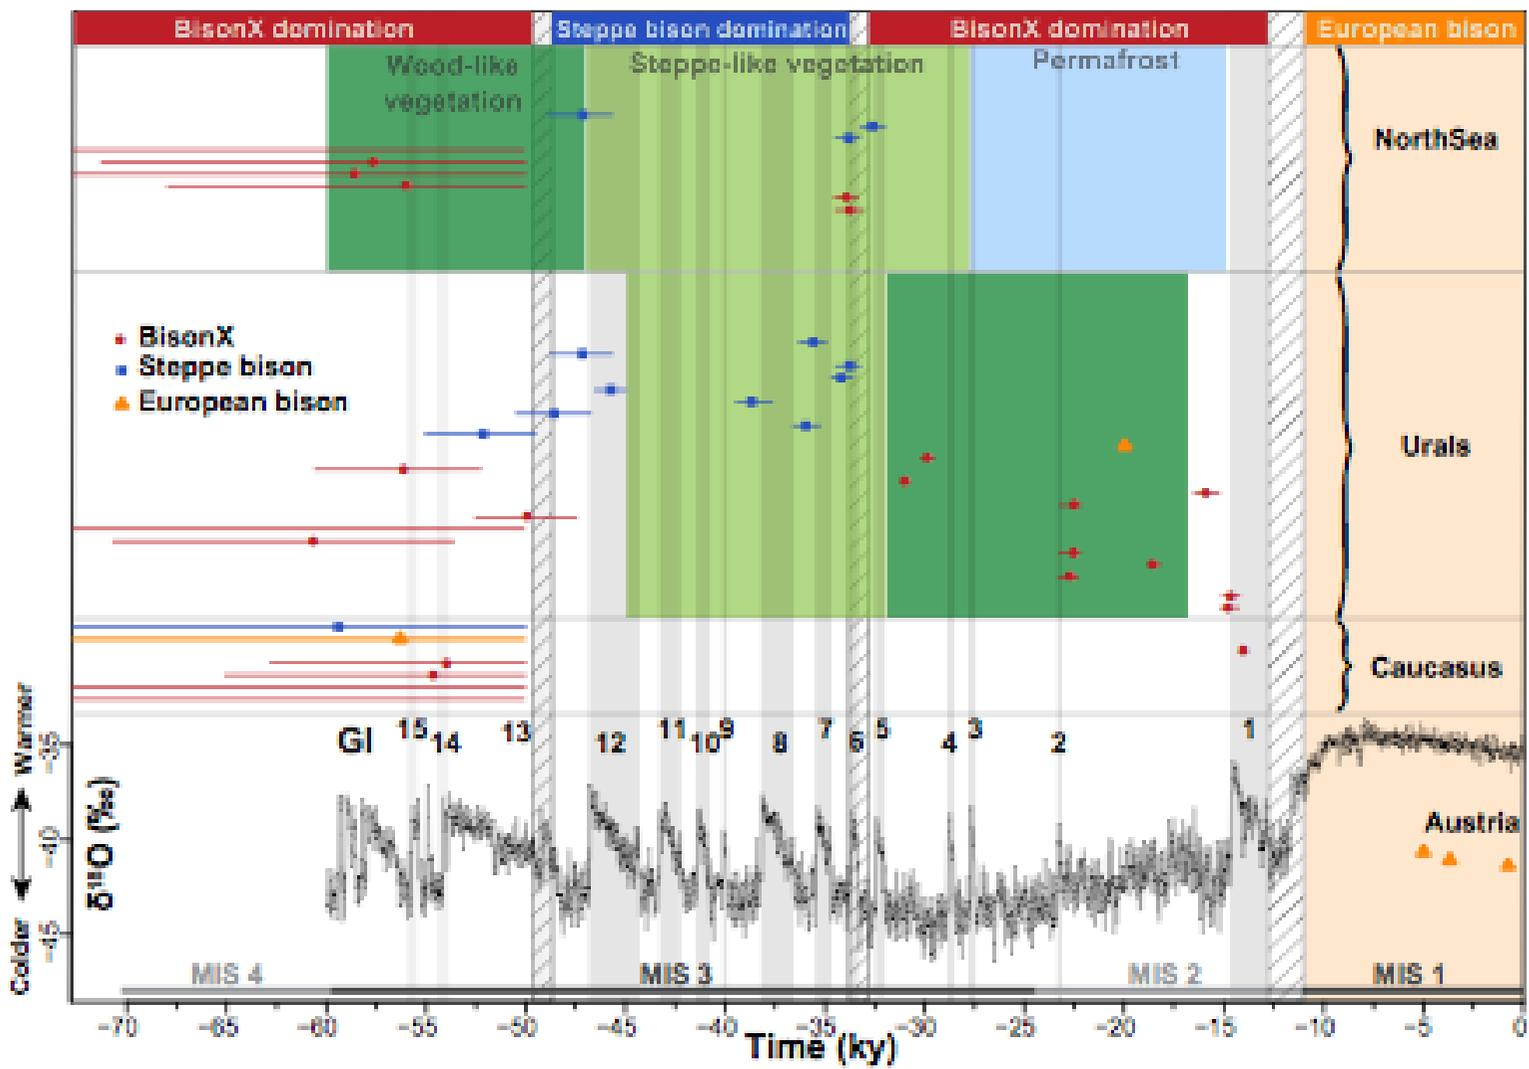 BisonX domination
Steppe bison domination
BisonX domination
European bison
Wood-like
vegetation
Steppe-like vegetation
Permafrost
NorthSea
BisonX
Steppe bison
European bison
Urals
Caucasus
GI 15 14 13 12 11 10 9 8 7 6 5 4 3 2 1
Colder
Warmer
δ¹⁸O (‰)
-35
-40
-45
Austria
MIS 4
MIS 3
MIS 2
MIS 1
-70 -65 -60 -55 -50 -45 -40 -35 -30 -25 -20 -15 -10 -5 0
Time (ky)